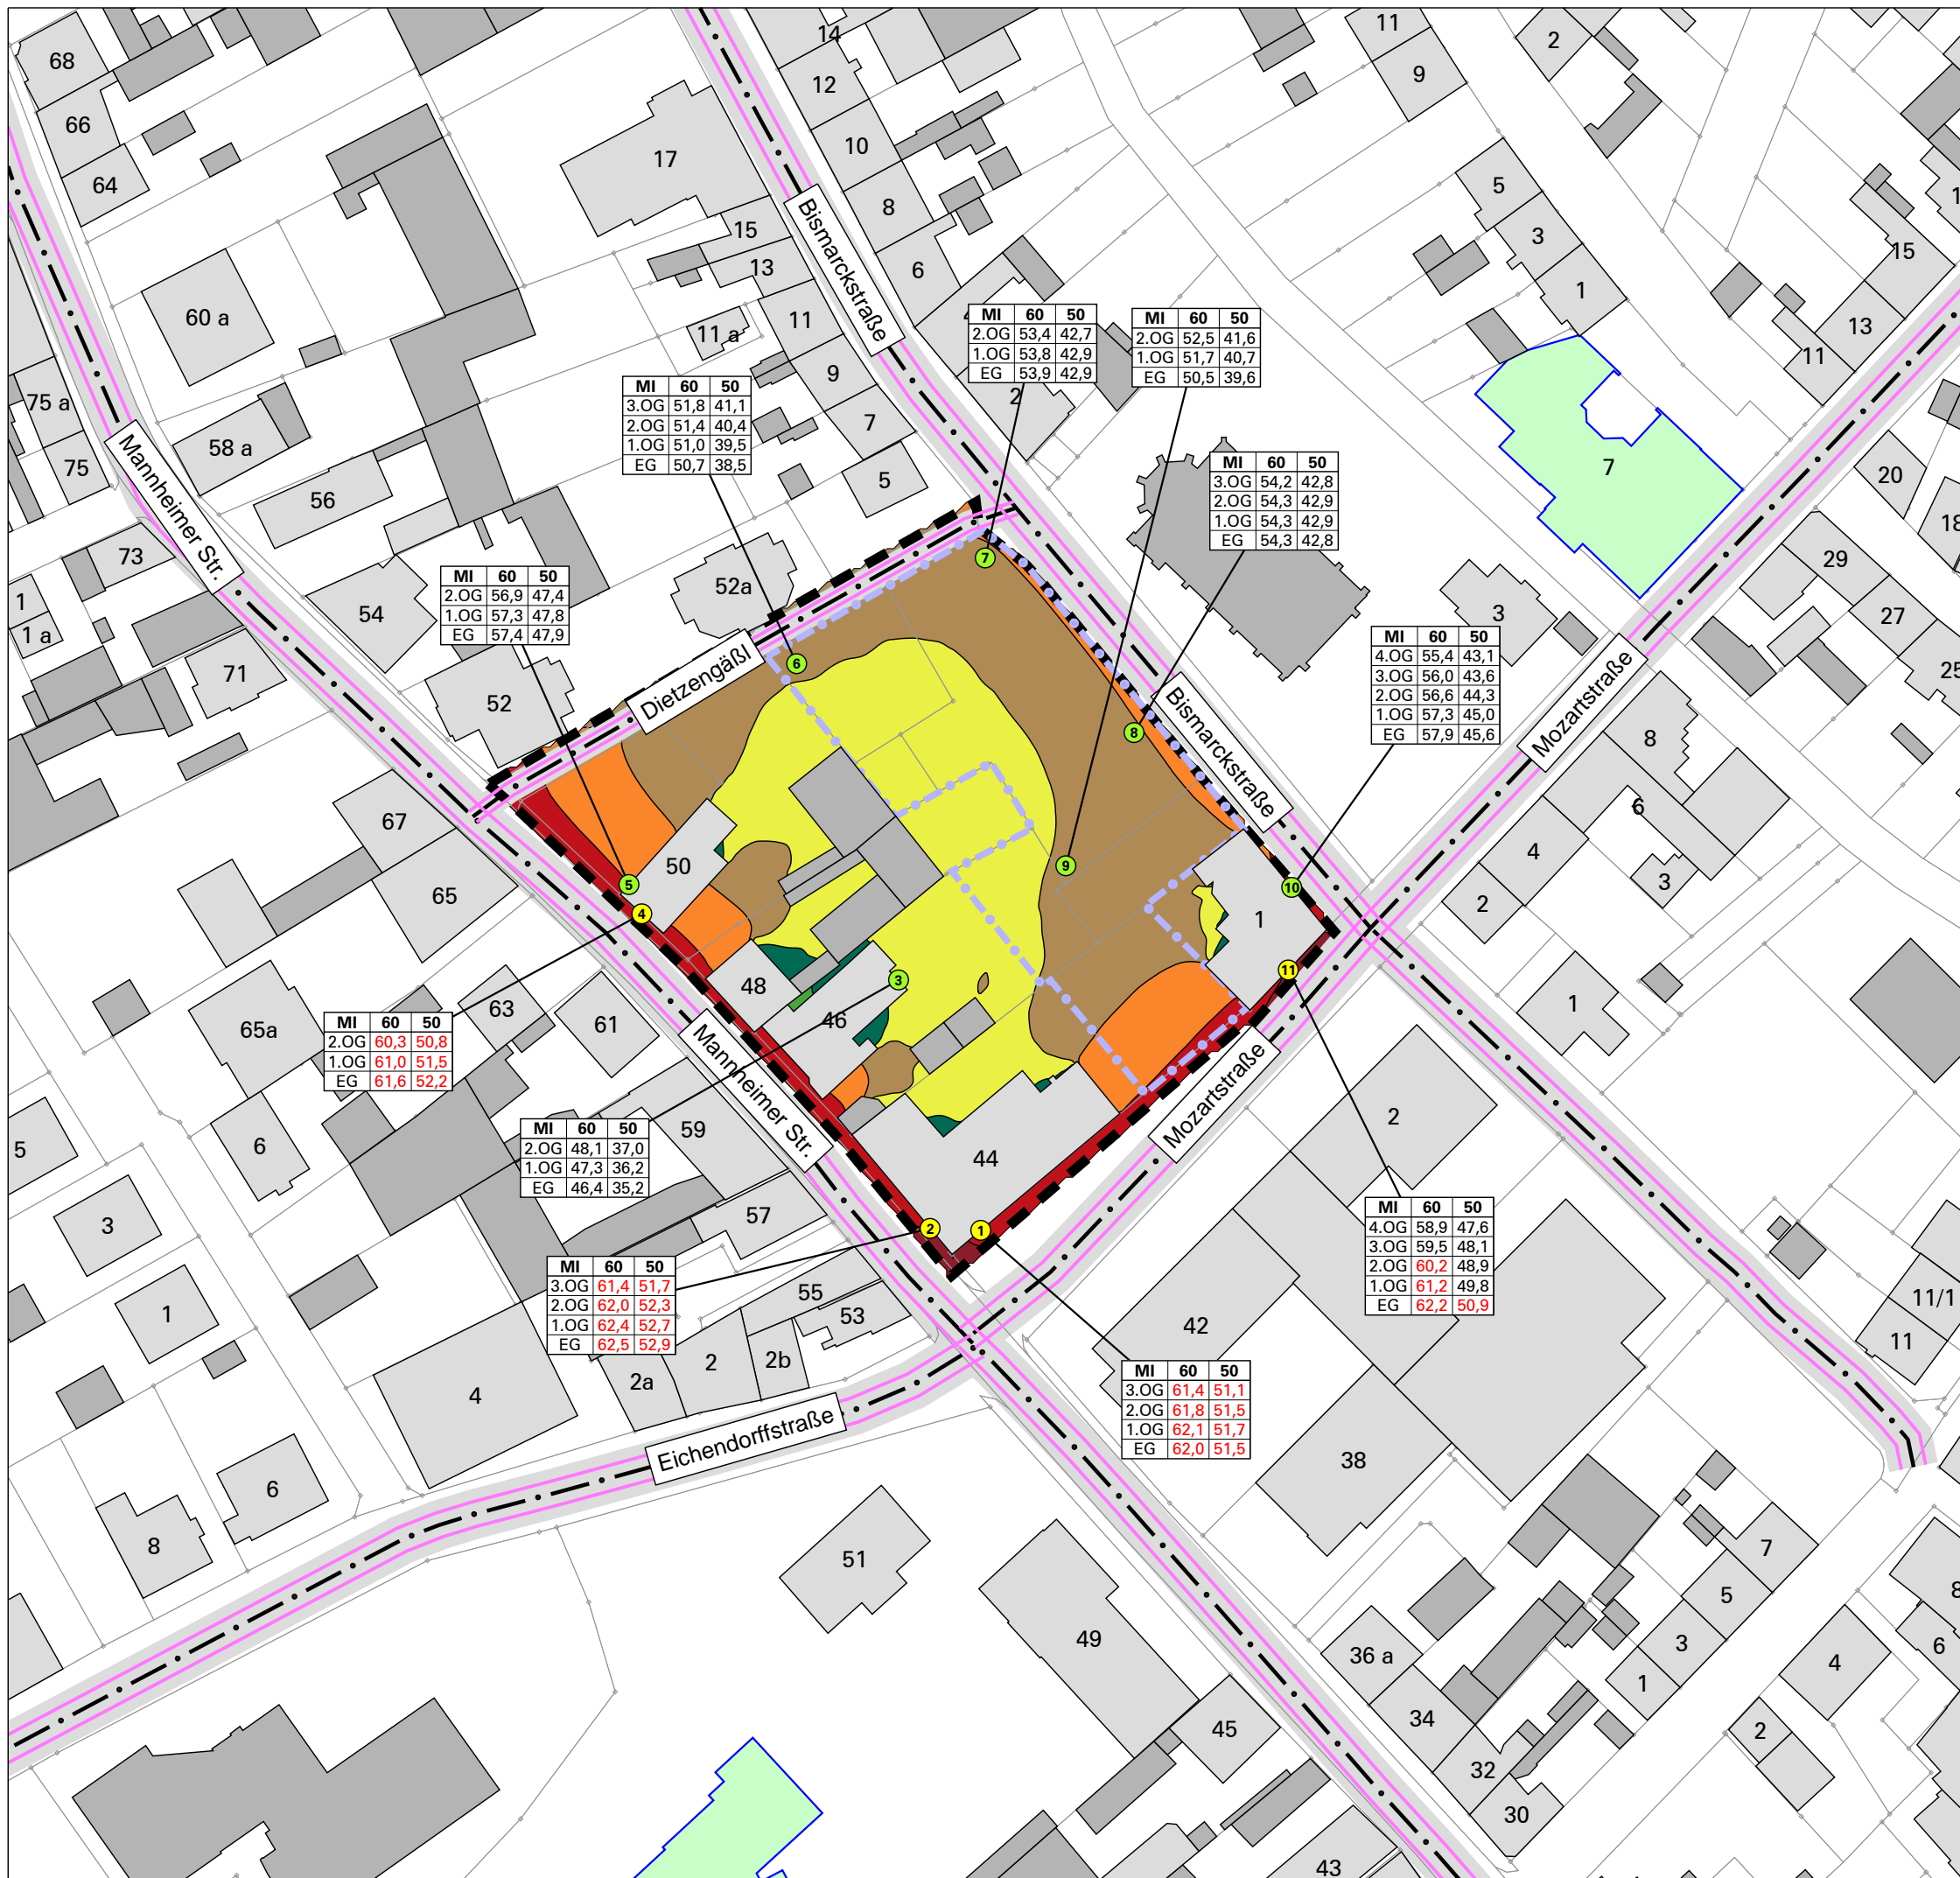 68
66
64
17
14
12
10
8
6
11
9
2
5
3
1
15
13
11
60 a
15
13
11 a
11
9
7
5
Bismarckstraße
75 a
75
58 a
56
Mannheimer Str.
MI 60 50
2.OG 53,4 42,7
1.OG 53,8 42,9
EG 53,9 42,9
2
MI 60 50
2.OG 52,5 41,6
1.OG 51,7 40,7
EG 50,5 39,6
MI 60 50
3.OG 51,8 41,1
2.OG 51,4 40,4
1.OG 51,0 39,5
EG 50,7 38,5
MI 60 50
3.OG 54,2 42,8
2.OG 54,3 42,9
1.OG 54,3 42,9
EG 54,3 42,8
7
20
18
29
27
25
73
1
1 a
71
54
52a
52
MI 60 50
2.OG 56,9 47,4
1.OG 57,3 47,8
EG 57,4 47,9
3
MI 60 50
4.OG 55,4 43,1
3.OG 56,0 43,6
2.OG 56,6 44,3
1.OG 57,3 45,0
EG 57,9 45,6
7
6
8
9
10
5
4
3
11
2
1
Dietzengäßl
Bismarckstraße
Mozartstraße
8
6
4
2
3
67
65
50
48
46
44
1
1
65a
63
61
59
57
55
53
6
5
3
1
MI 60 50
2.OG 60,3 50,8
1.OG 61,0 51,5
EG 61,6 52,2
Mannheimer Str.
Mozartstraße
MI 60 50
2.OG 48,1 37,0
1.OG 47,3 36,2
EG 46,4 35,2
MI 60 50
3.OG 61,4 51,7
2.OG 62,0 52,3
1.OG 62,4 52,7
EG 62,5 52,9
MI 60 50
4.OG 58,9 47,6
3.OG 59,5 48,1
2.OG 60,2 48,9
1.OG 61,2 49,8
EG 62,2 50,9
MI 60 50
3.OG 61,4 51,1
2.OG 61,8 51,5
1.OG 62,1 51,7
EG 62,0 51,5
2
42
38
11/1
11
4
2a
2
2b
Eichendorffstraße
6
8
51
49
45
43
36 a
34
32
30
7
5
3
1
4
2
6
8